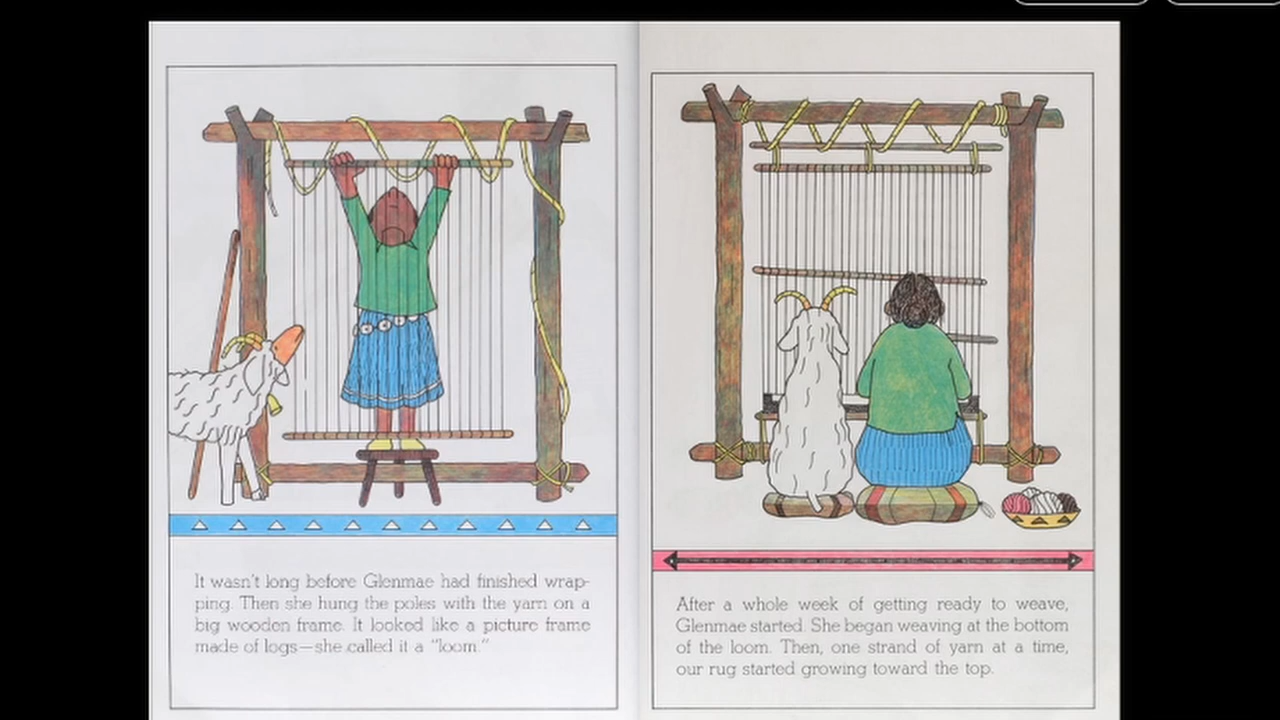 It wasn't long before Glenmae had finished wrap-
ping. Then she hung the poles with the yarn on a
big wooden frame. It looked like a picture frame
made of logs—she called it a "loom."
After a whole week of getting ready to weave,
Glenmae started. She began weaving at the bottom
of the loom. Then, one strand of yarn at a time,
our rug started growing toward the top.